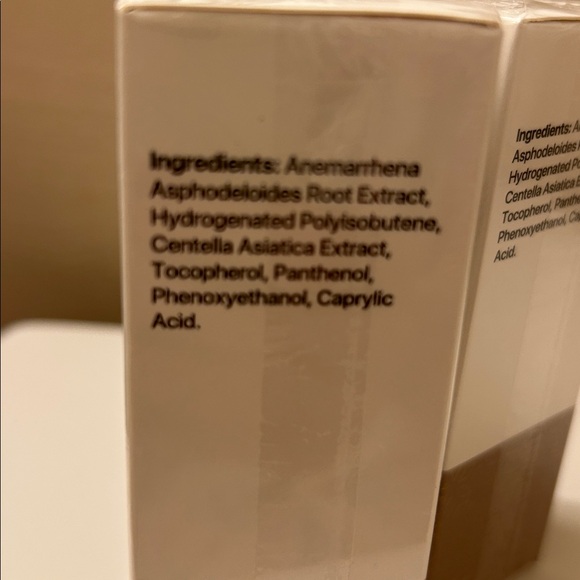 Ingredients: Anemarrhena
Asphodeloides Root Extract,
Hydrogenated Polyisobutene,
Centella Asiatica Extract,
Tocopherol, Panthenol,
Phenoxyethanol, Caprylic
Acid.
Ingredients:
Asphodeloides
Hydrogenated
Centella Asiatica
Tocopherol,
Phenoxyethanol,
Acid.